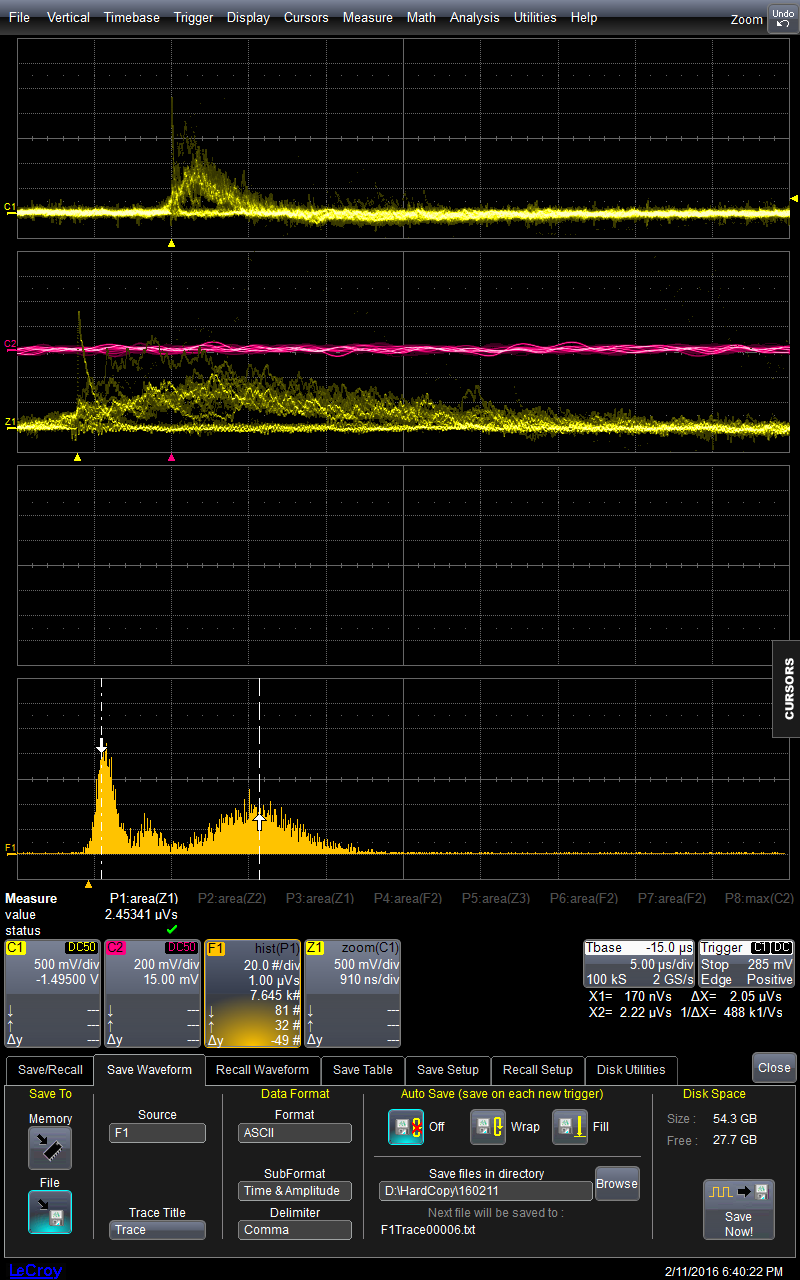 File Vertical Timebase Trigger Display Cursors Measure Math Analysis Utilities Help Zoom Undo
C1
C2
Z1
CURSORS
F1
Measure P1:area(Z1) P2:area(Z2) P3:area(Z1) P4:area(F2) P5:area(Z3) P6:area(F2) P7:area(F2) P8:max(C2)
value 2.45341 µVs
status
C1 DC50 C2 DC50 F1 hist(P1) Z1 zoom(C1) Tbase -15.0 µs Trigger C1 DC
500 mV/div 200 mV/div 20.0 #/div 500 mV/div 5.00 µs/div Stop 285 mV
-1.49500 V 15.00 mV 1.00 µVs 910 ns/div 100 kS 2 GS/s Edge Positive
7.645 k#
X1= 170 nVs ΔX= 2.05 µVs
↓ --- ↓ --- ↓ 81 # ↓ ---
X2= 2.22 µVs 1/ΔX= 488 k1/Vs
↑ --- ↑ --- ↑ 32 # ↑ ---
Δy --- Δy --- Δy -49 # Δy ---
Save/Recall Save Waveform Recall Waveform Save Table Save Setup Recall Setup Disk Utilities Close
Save To Data Format Auto Save (save on each new trigger) Disk Space
Memory Source Format Off Wrap Fill Size : 54.3 GB
F1 ASCII Free : 27.7 GB
File SubFormat Save files in directory
Time & Amplitude D:\HardCopy\160211 Browse
Trace Title Delimiter Next file will be saved to :
Trace Comma F1Trace00006.txt
Save
Now!
LeCroy 2/11/2016 6:40:22 PM